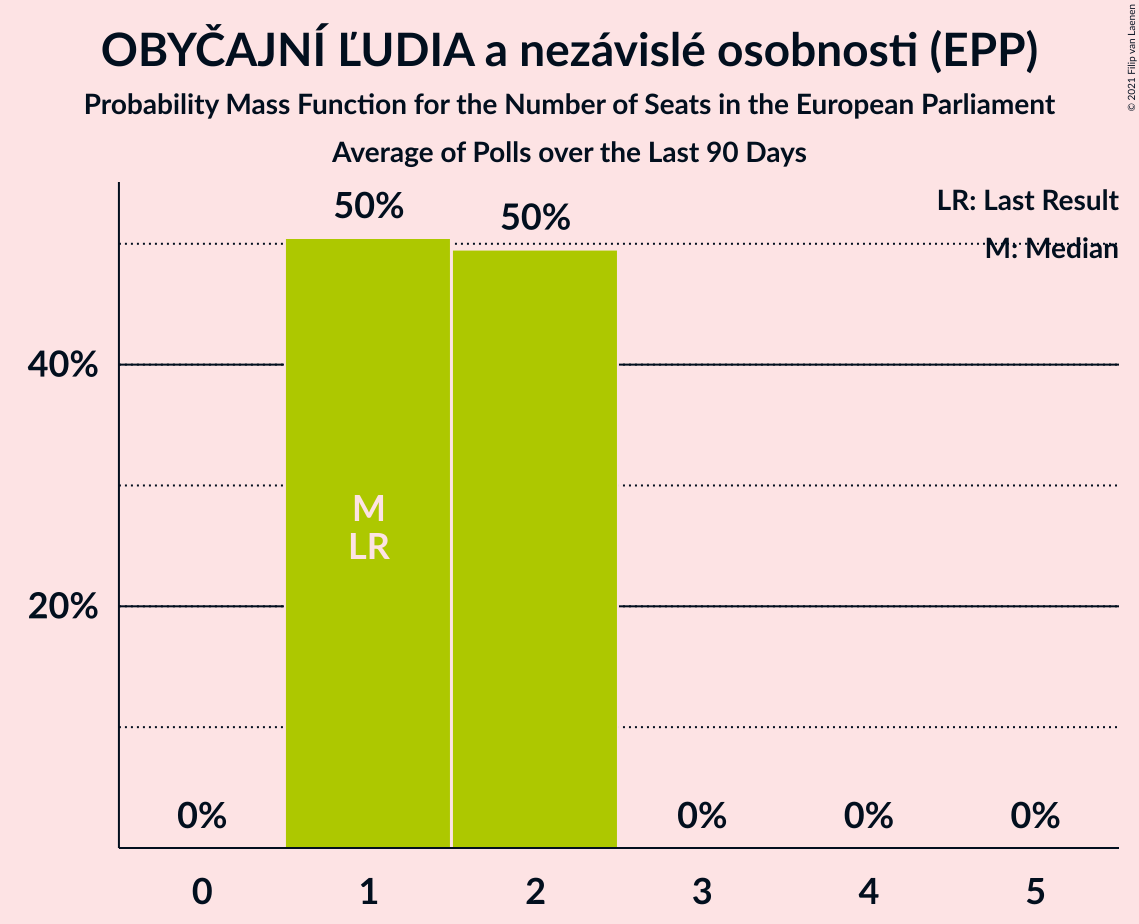 OBYČAJNÍ ĽUDIA a nezávislé osobnosti (EPP)
Probability Mass Function for the Number of Seats in the European Parliament
Average of Polls over the Last 90 Days
© 2021 Filip van Laenen
LR: Last Result
M: Median
50%
50%
40%
20%
M
LR
0%
0%
0%
0%
0
1
2
3
4
5